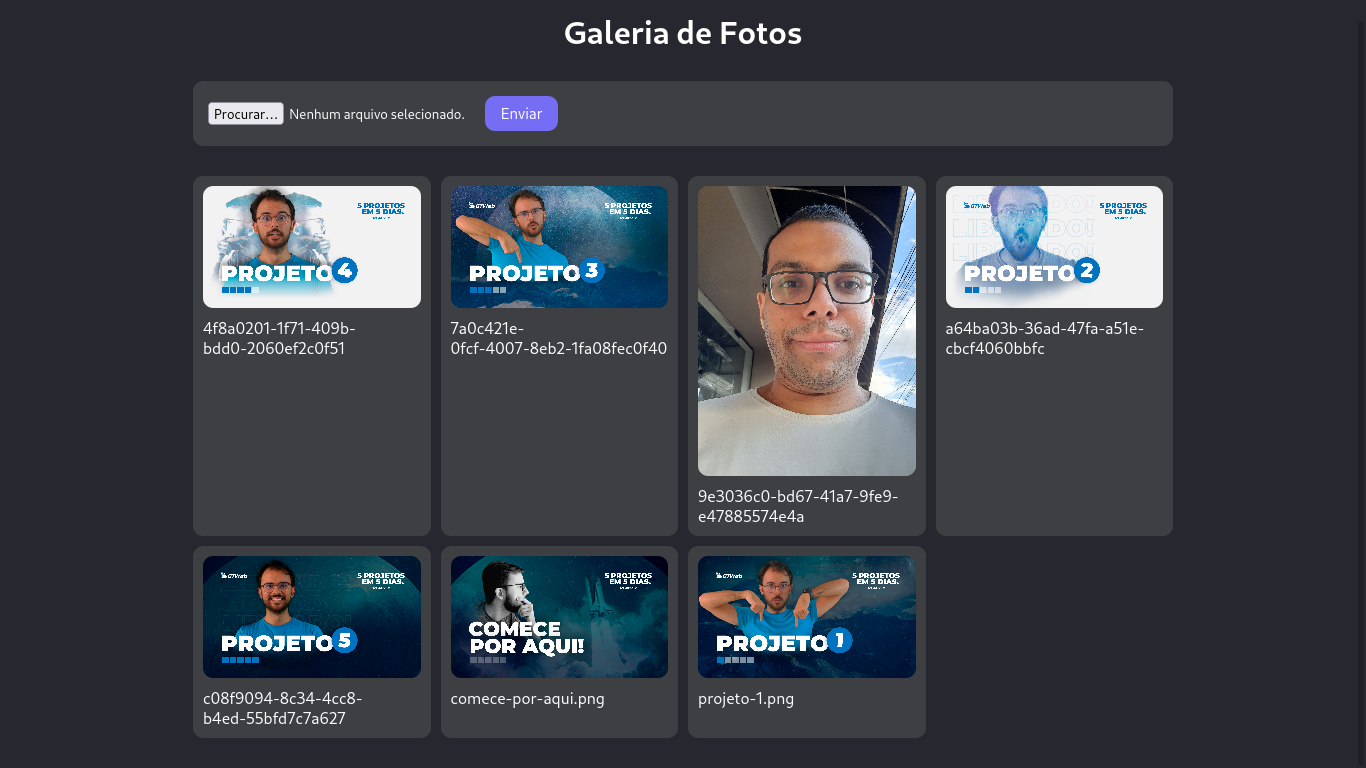 Galeria de Fotos
Procurar...
Nenhum arquivo selecionado.
Enviar
5 PROJETOS
EM 5 DIAS.
PROJETO 4
4f8a0201-1f71-409b-
bdd0-2060ef2c0f51
5 PROJETOS
EM 5 DIAS.
PROJETO 3
7a0c421e-
0fcf-4007-8eb2-1fa08fec0f40
9e3036c0-bd67-41a7-9fe9-
e47885574e4a
5 PROJETOS
EM 5 DIAS.
PROJETO 2
a64ba03b-36ad-47fa-a51e-
cbcf4060bbfc
5 PROJETOS
EM 5 DIAS.
PROJETO 5
c08f9094-8c34-4cc8-
b4ed-55bfd7c7a627
5 PROJETOS
EM 5 DIAS.
COMECE
POR AQUI!
comece-por-aqui.png
5 PROJETOS
EM 5 DIAS.
PROJETO 1
projeto-1.png